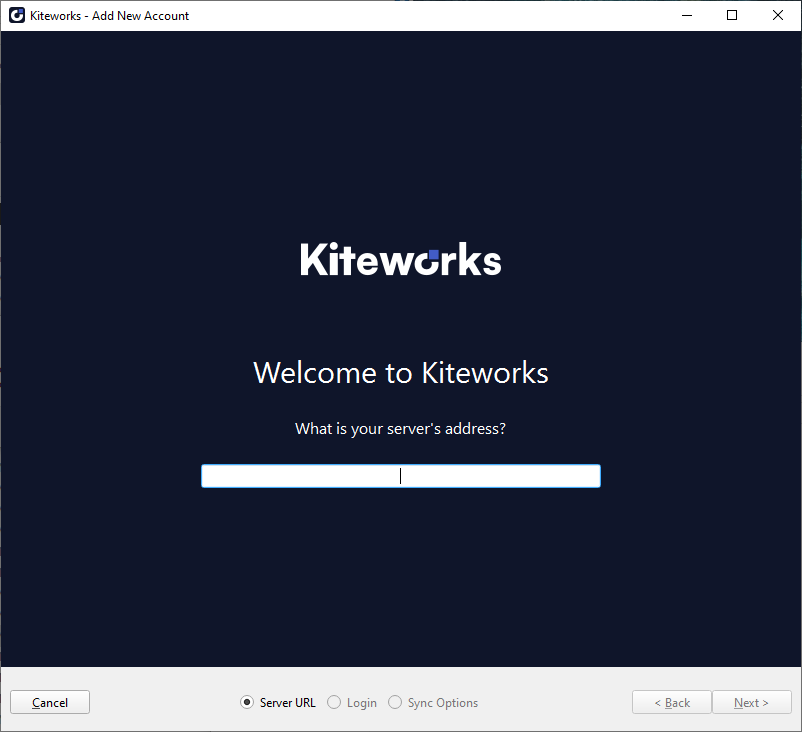 Kiteworks - Add New Account
Kiteworks
Welcome to Kiteworks
What is your server's address?
Cancel
Server URL
Login
Sync Options
< Back
Next >